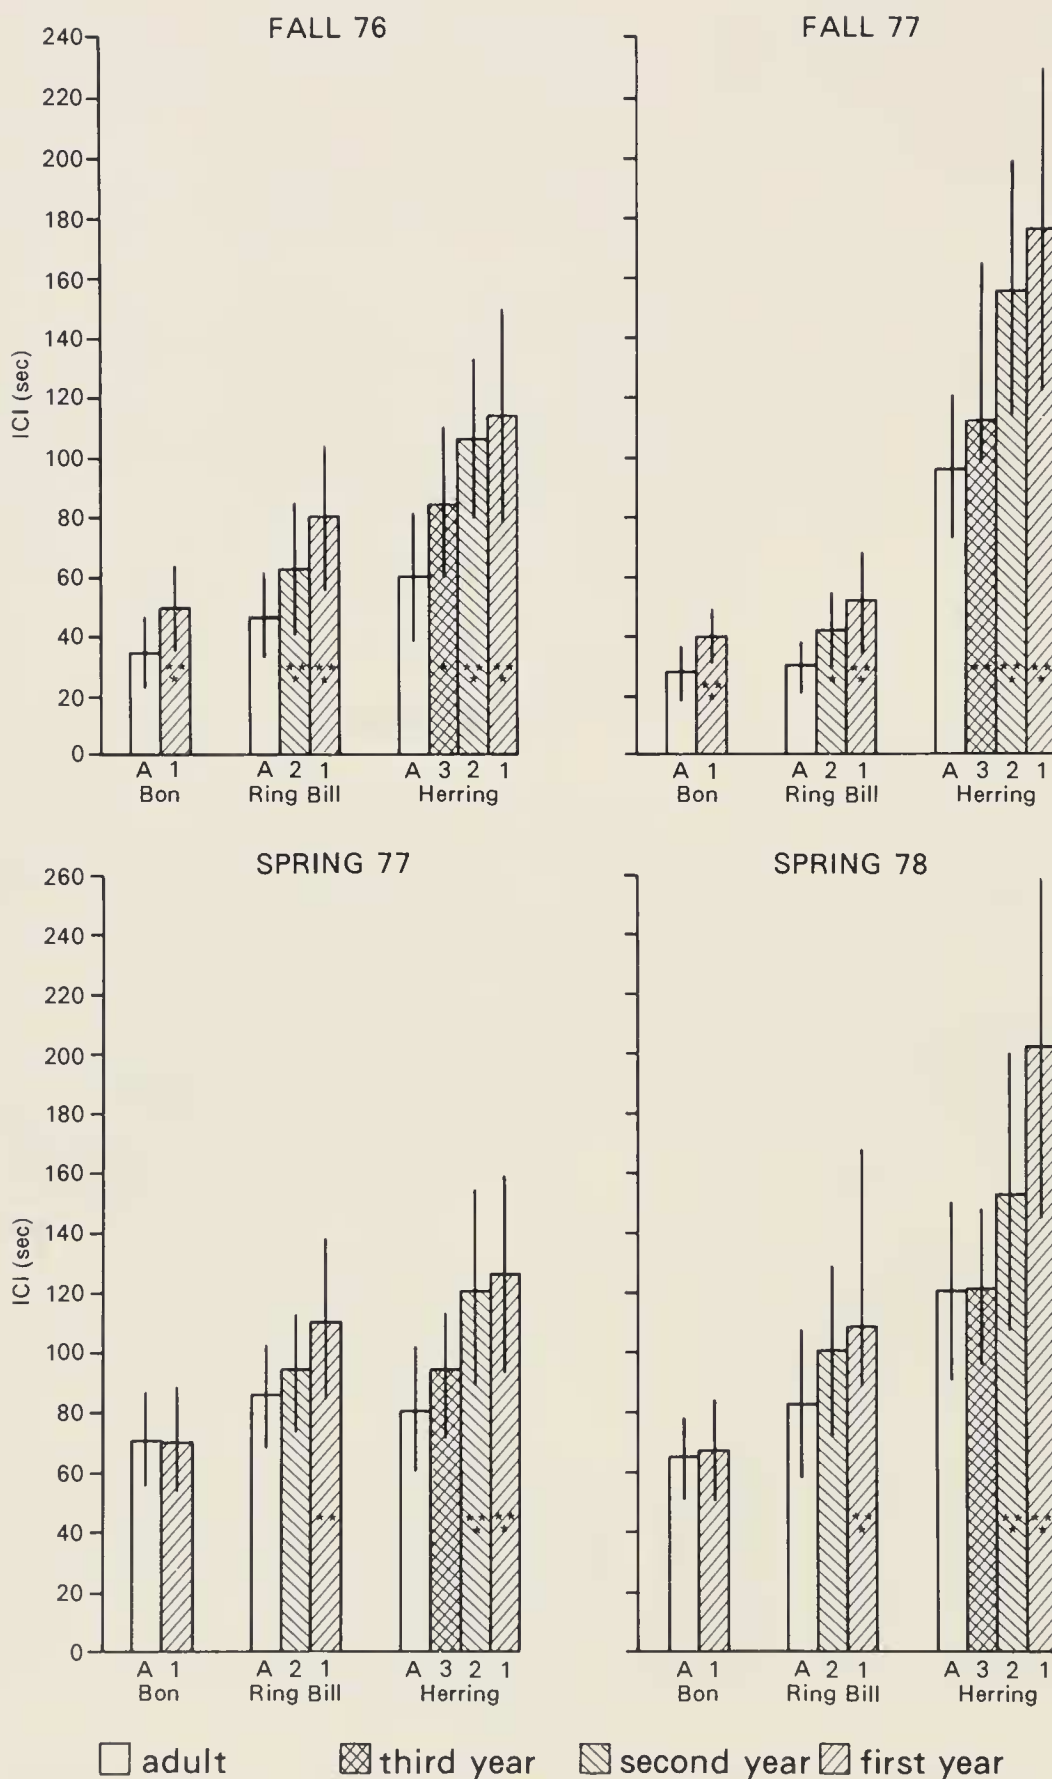 FALL 76
FALL 77
240
220
200
180
160
140
120
100
80
60
40
20
0
ICI (sec)
A 1
A 2 1
A 3 2 1
A 1
A 2 1
A 3 2 1
Bon
Ring Bill
Herring
Bon
Ring Bill
Herring
SPRING 77
SPRING 78
260
240
220
200
180
160
140
120
100
80
60
40
20
0
ICI (sec)
A 1
A 2 1
A 3 2 1
A 1
A 2 1
A 3 2 1
Bon
Ring Bill
Herring
Bon
Ring Bill
Herring
adult
third year
second year
first year